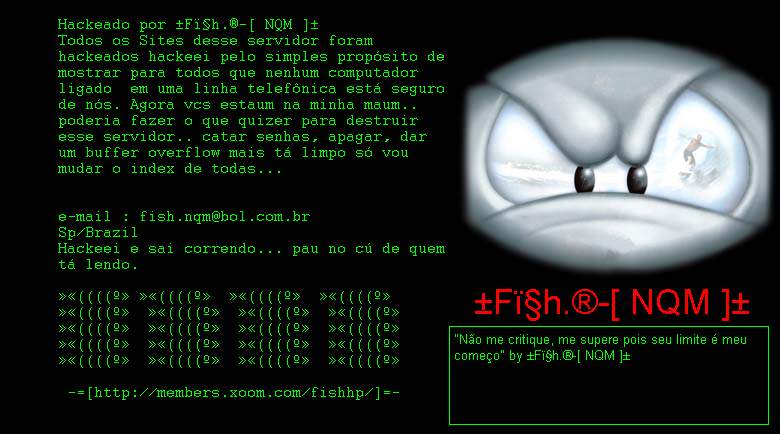 Hackeado por ±Fï§h.®-[ NQM ]±
Todos os Sites desse servidor foram
hackeados hackeei pelo simples propósito de
mostrar para todos que nenhum computador
ligado  em uma linha telefônica está seguro
de nós. Agora vcs estaum na minha maum..
poderia fazer o que quizer para destruir
esse servidor.. catar senhas, apagar, dar
um buffer overflow mais tá limpo só vou
mudar o index de todas...
e-mail : fish.nqm@bol.com.br
Sp/Brazil
Hackeei e sai correndo... pau no cú de quem
tá lendo.
»«((((º» »«((((º»  »«((((º»  »«((((º»
»«((((º»  »«((((º»  »«((((º»  »«((((º»
»«((((º»  »«((((º»  »«((((º»  »«((((º»
»«((((º»  »«((((º»  »«((((º»  »«((((º»
»«((((º»  »«((((º»  »«((((º»  »«((((º»
-=[http://members.xoom.com/fishhp/]=-
±Fï§h.®-[ NQM ]±
"Não me critique, me supere pois seu limite é meu
começo" by ±Fï§h.®-[ NQM ]±